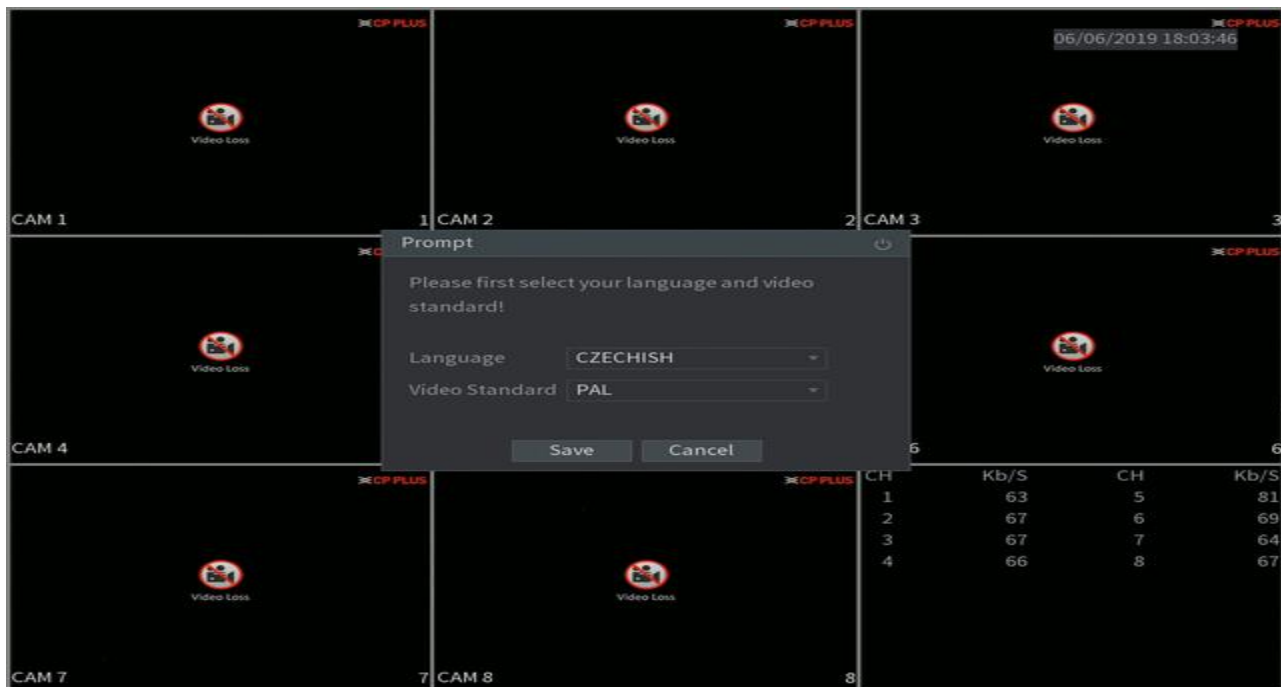 CP PLUS
CP PLUS
CP PLUS
06/06/2019 18:03:46
Video Loss
Video Loss
Video Loss
CAM 1 1
CAM 2 2
CAM 3 3
Prompt
Please first select your language and video
standard!
Language CZECHISH
Video Standard PAL
Save Cancel
CP PLUS
Video Loss
Video Loss
CAM 4
6
6
CP PLUS
CP PLUS
Video Loss
Video Loss
CAM 7 7
CAM 8 8
CH Kb/S CH Kb/S
1 63 5 81
2 67 6 69
3 67 7 64
4 66 8 67